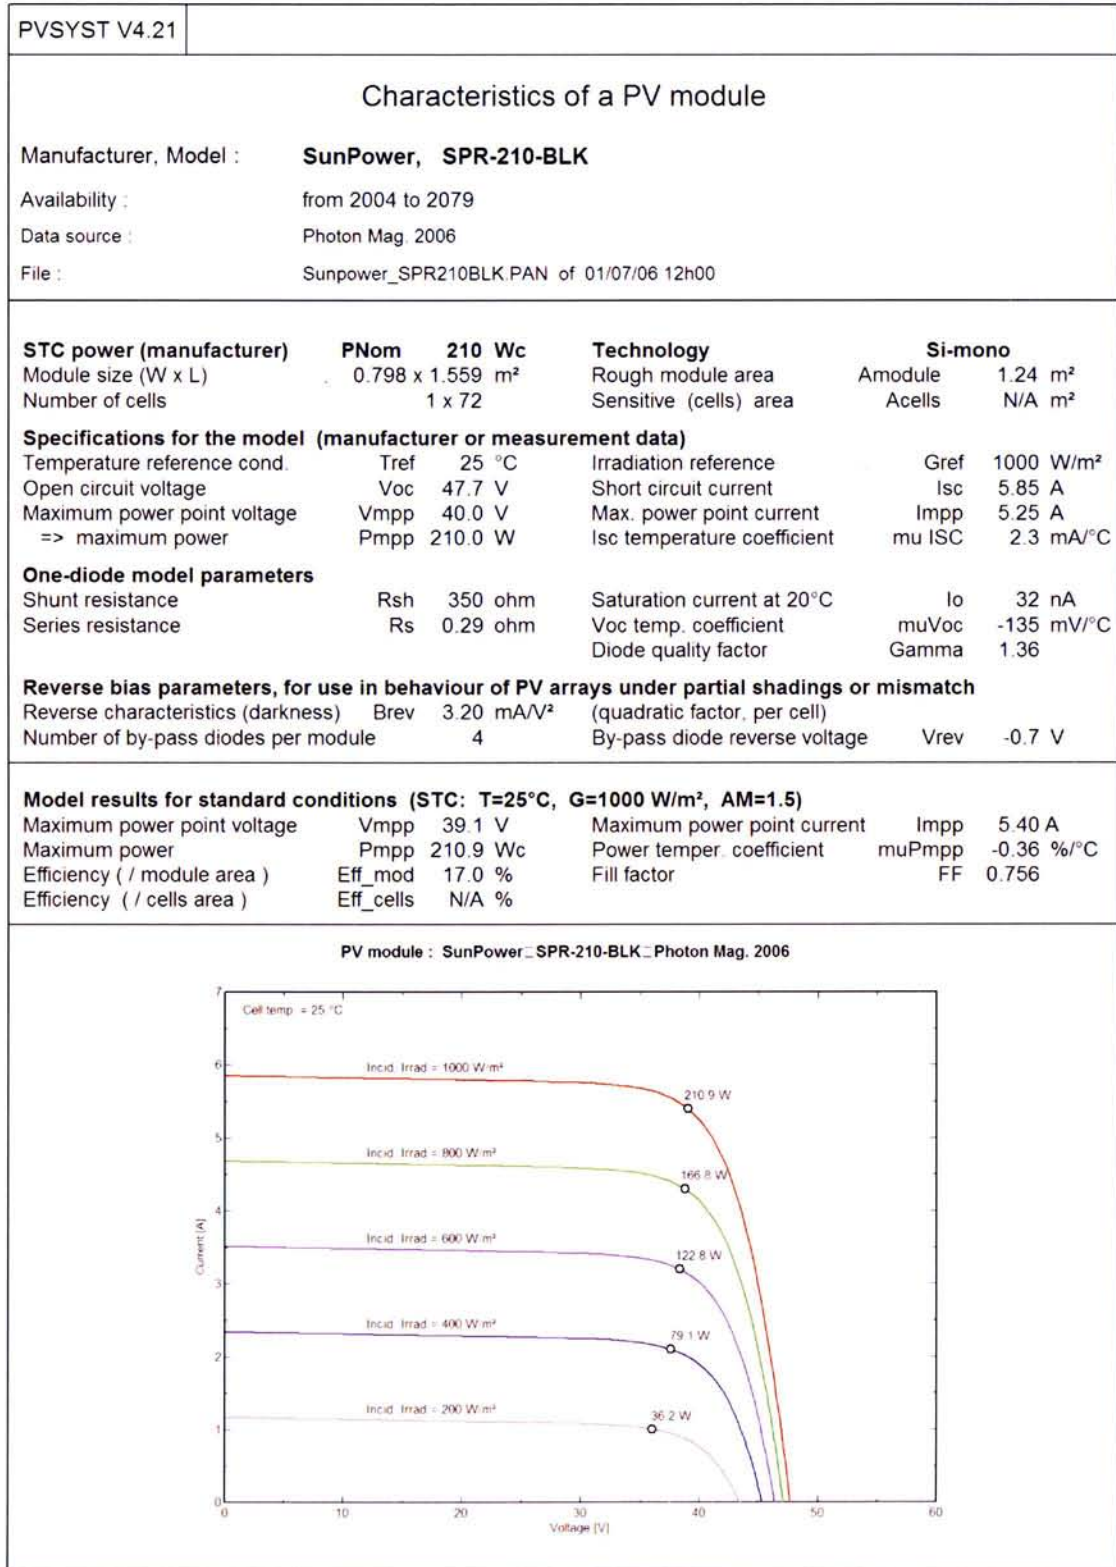 PVSYST V4.21
Characteristics of a PV module
Manufacturer, Model : SunPower, SPR-210-BLK
Availability : from 2004 to 2079
Data source : Photon Mag. 2006
File : Sunpower_SPR210BLK.PAN of 01/07/06 12h00
STC power (manufacturer) PNom 210 Wc Technology Si-mono
Module size (W x L) 0.798 x 1.559 m² Rough module area Amodule 1.24 m²
Number of cells 1 x 72 Sensitive (cells) area Acells N/A m²
Specifications for the model (manufacturer or measurement data)
Temperature reference cond. Tref 25 °C Irradiation reference Gref 1000 W/m²
Open circuit voltage Voc 47.7 V Short circuit current Isc 5.85 A
Maximum power point voltage Vmpp 40.0 V Max. power point current Impp 5.25 A
=> maximum power Pmpp 210.0 W Isc temperature coefficient mu ISC 2.3 mA/°C
One-diode model parameters
Shunt resistance Rsh 350 ohm Saturation current at 20°C Io 32 nA
Series resistance Rs 0.29 ohm Voc temp. coefficient muVoc -135 mV/°C
Diode quality factor Gamma 1.36
Reverse bias parameters, for use in behaviour of PV arrays under partial shadings or mismatch
Reverse characteristics (darkness) Brev 3.20 mA/V² (quadratic factor, per cell)
Number of by-pass diodes per module 4 By-pass diode reverse voltage Vrev -0.7 V
Model results for standard conditions (STC: T=25°C, G=1000 W/m², AM=1.5)
Maximum power point voltage Vmpp 39.1 V Maximum power point current Impp 5.40 A
Maximum power Pmpp 210.9 Wc Power temper. coefficient muPmpp -0.36 %/°C
Efficiency ( / module area ) Eff_mod 17.0 % Fill factor FF 0.756
Efficiency ( / cells area ) Eff_cells N/A %
PV module : SunPower_SPR-210-BLK_Photon Mag. 2006
7
Cell temp. = 25 °C
6
Incid. Irrad = 1000 W/m²
210.9 W
5
Incid. Irrad = 800 W/m²
166.8 W
4
Incid. Irrad = 600 W/m²
122.8 W
Current [A]
3
Incid. Irrad = 400 W/m²
79.1 W
2
Incid. Irrad = 200 W/m²
36.2 W
1
0
0 10 20 30 40 50 60
Voltage [V]